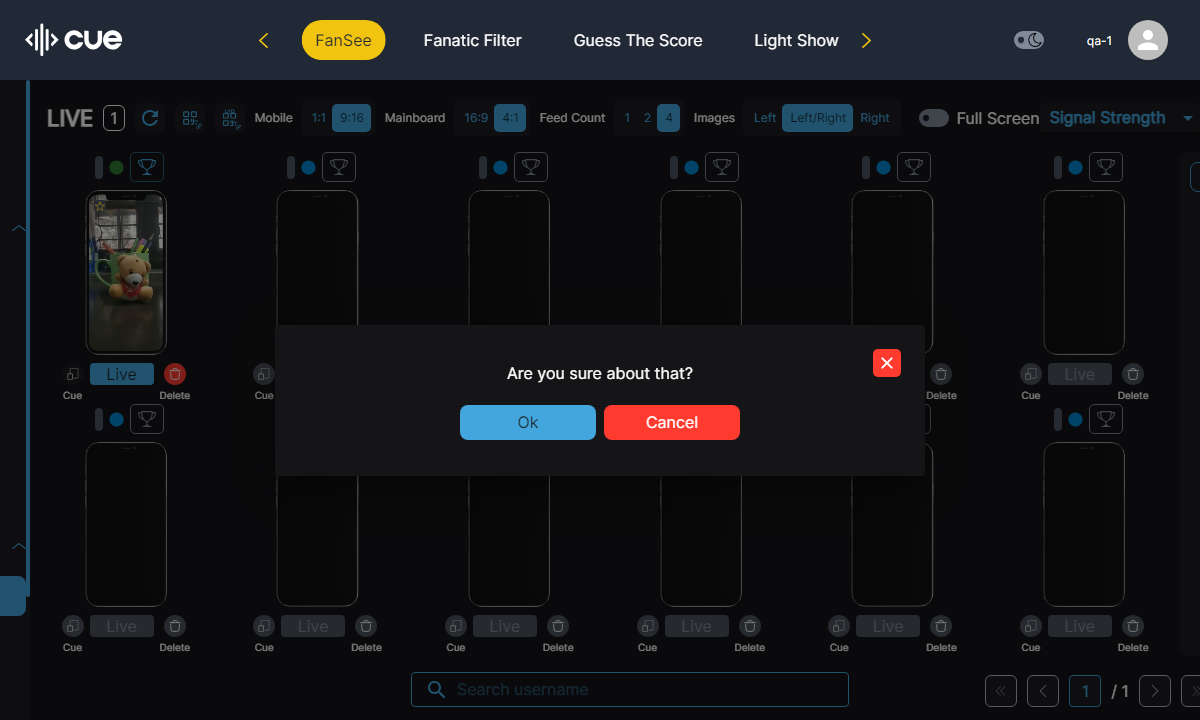 cue
FanSee
Fanatic Filter
Guess The Score
Light Show
qa-1
LIVE 1
Mobile 1:1 9:16 Mainboard 16:9 4:1 Feed Count 1 2 4 Images Left Left/Right Right
Full Screen
Signal Strength
Live
Live
Cue Delete
Cue
Delete
Cue Delete
Are you sure about that?
Ok
Cancel
Live
Live
Live
Live
Live
Live
Cue Delete
Cue Delete
Cue Delete
Cue Delete
Cue Delete
Cue Delete
Search username
1 / 1